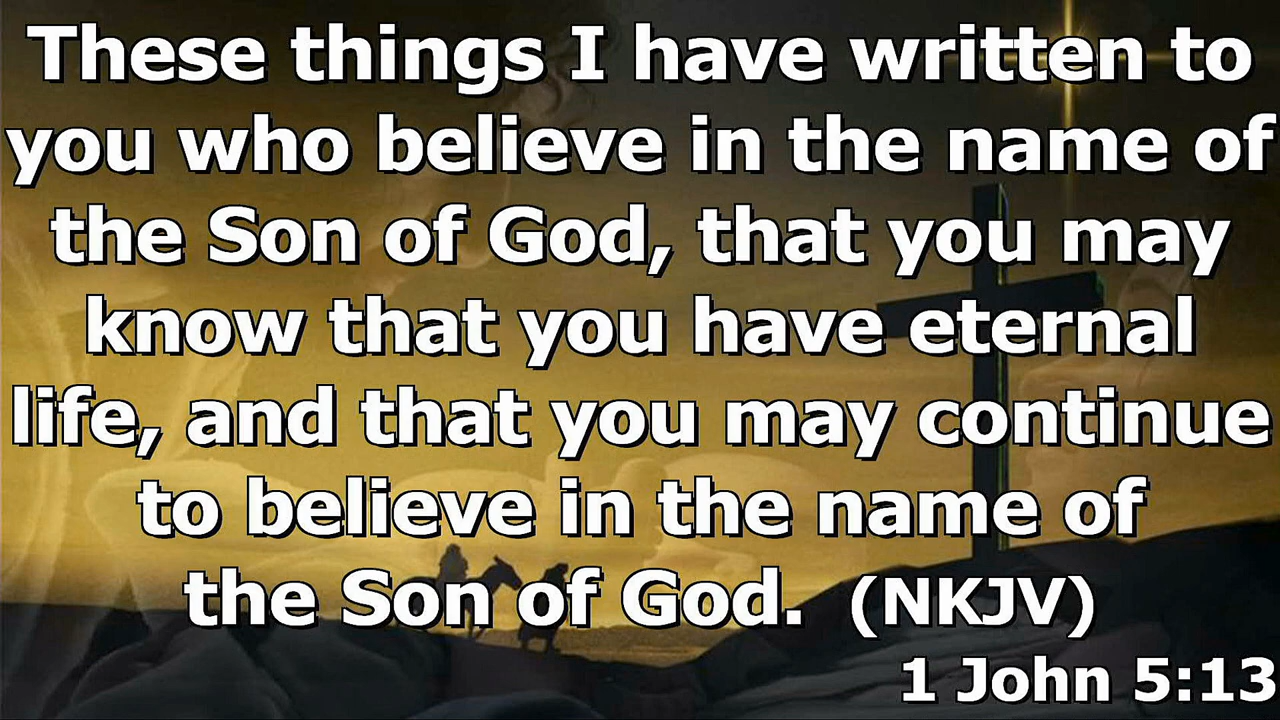 These things I have written to
you who believe in the name of
the Son of God, that you may
know that you have eternal
life, and that you may continue
to believe in the name of
the Son of God. (NKJV)
1 John 5:13